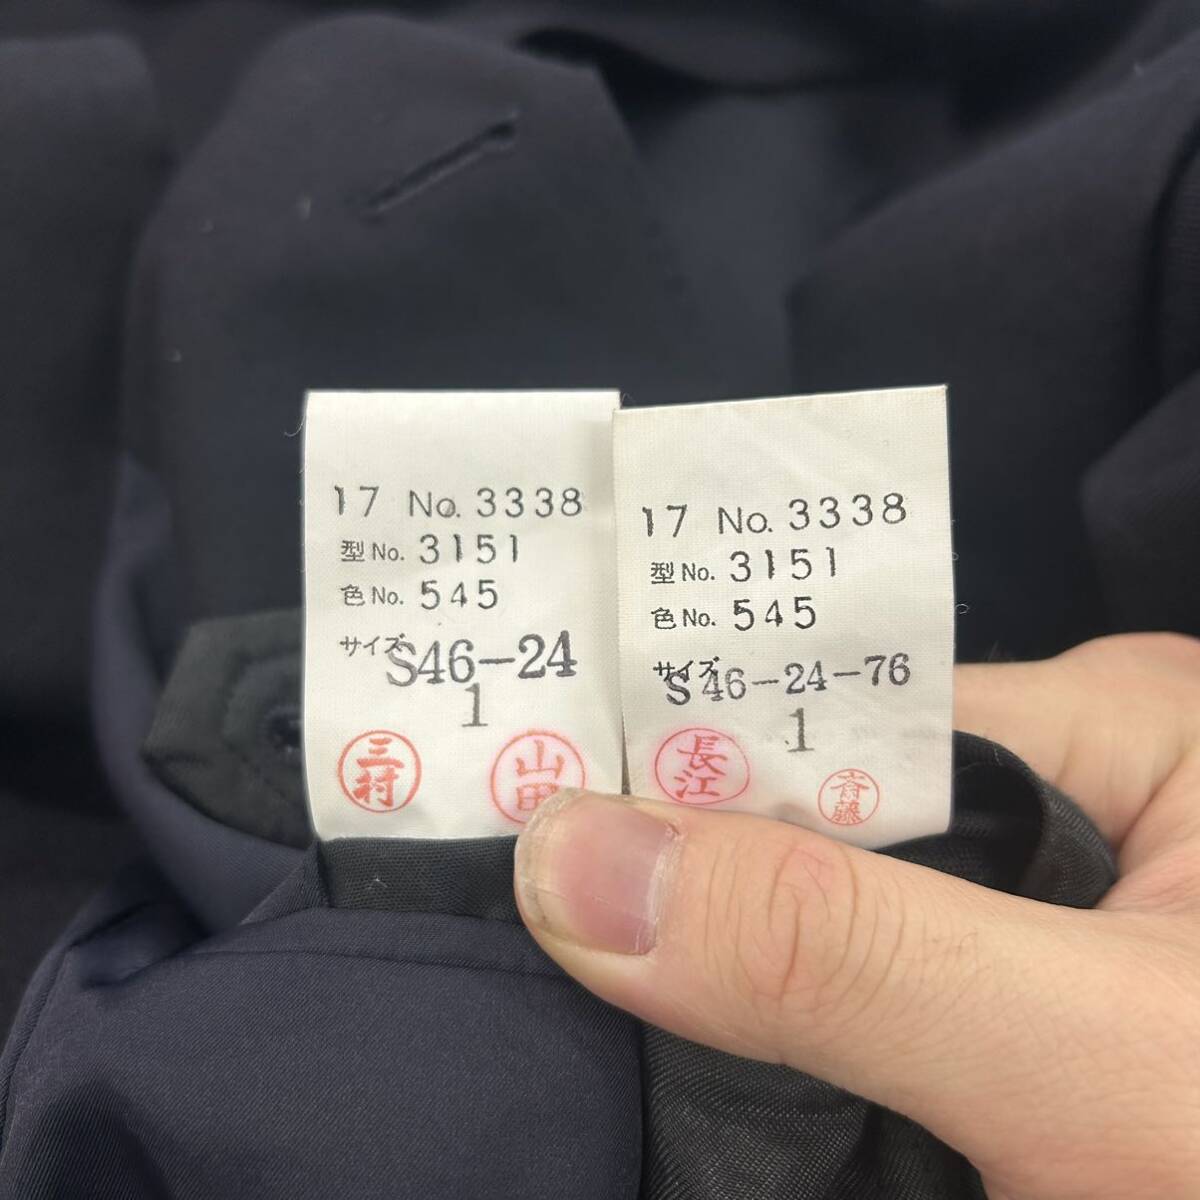 17 No. 3338
型No. 3151
色No. 545
サイズ S46-24
1
三村
山田
17 No. 3338
型No. 3151
色No. 545
サイズ S46-24-76
1
長江
斎藤